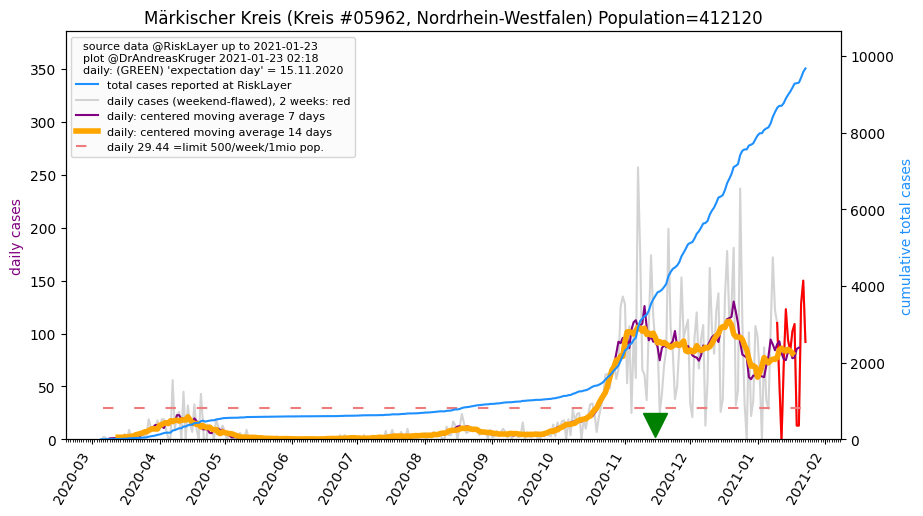 Märkischer Kreis (Kreis #05962, Nordrhein-Westfalen) Population=412120
source data @RiskLayer up to 2021-01-23
plot @DrAndreasKruger 2021-01-23 02:18
daily: (GREEN) 'expectation day' = 15.11.2020
total cases reported at RiskLayer
daily cases (weekend-flawed), 2 weeks: red
daily: centered moving average 7 days
daily: centered moving average 14 days
daily 29.44 =limit 500/week/1mio pop.
daily cases
350
300
250
200
150
100
50
0
cumulative total cases
10000
8000
6000
4000
2000
0
2020-03
2020-04
2020-05
2020-06
2020-07
2020-08
2020-09
2020-10
2020-11
2020-12
2021-01
2021-02